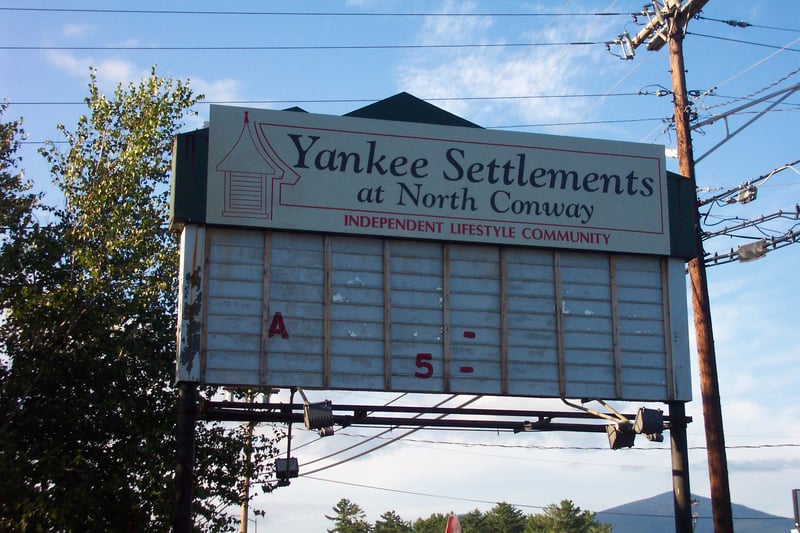 Yankee Settlements
at North Conway
INDEPENDENT LIFESTYLE COMMUNITY
A -
5 -